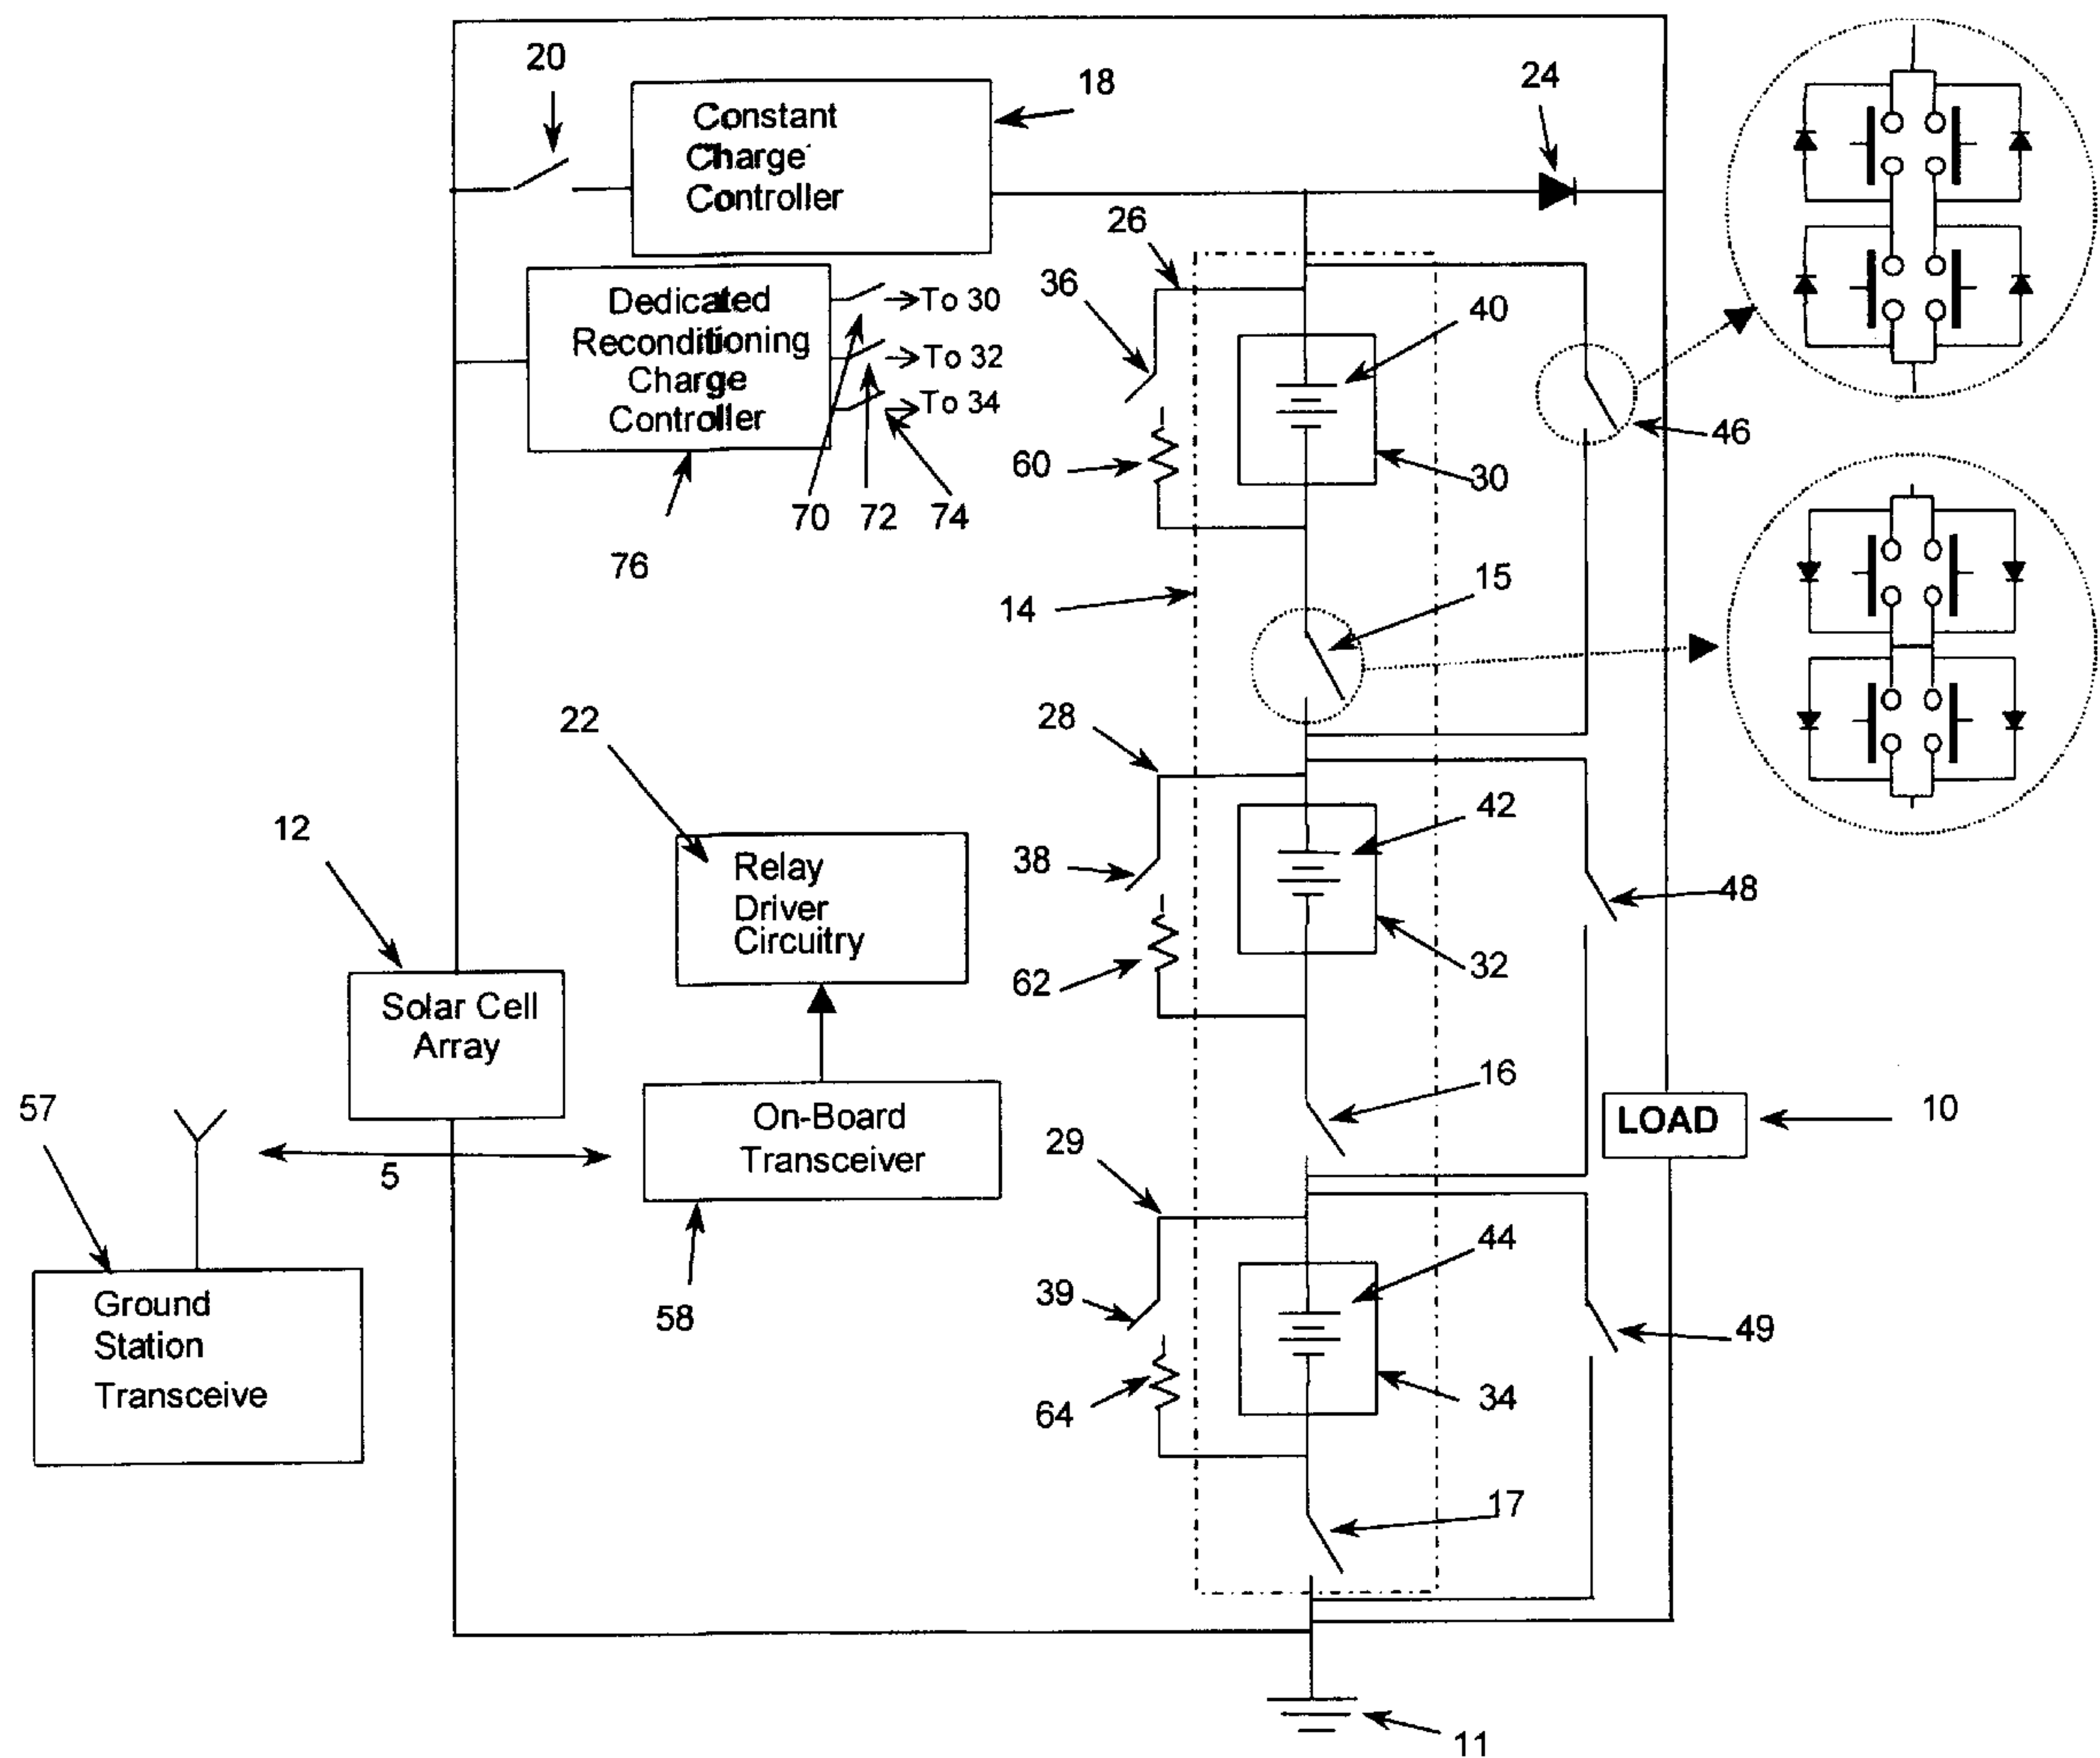 20
18
24
Constant
Charge
Controller
26
36
40
Dedicated
Reconditioning
Charge
Controller
To 30
To 32
To 34
46
60
30
70
72
74
76
14
15
22
28
12
42
Relay
Driver
Circuitry
38
48
62
32
Solar Cell
Array
16
57
5
On-Board
Transceiver
LOAD
10
29
44
58
39
49
Ground
Station
Transceive
64
34
17
11